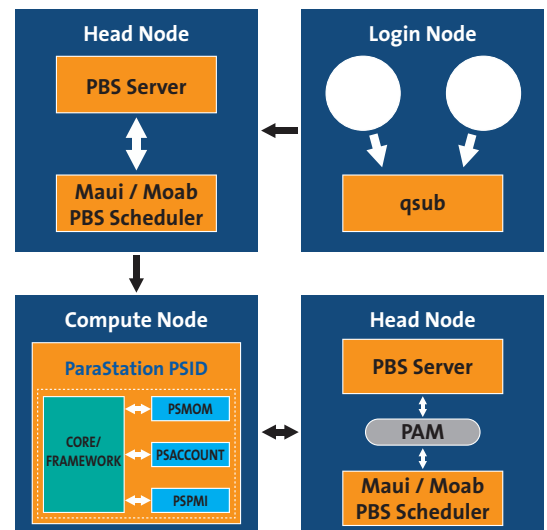 Head Node
PBS Server
Maui / Moab
PBS Scheduler
Login Node
qsub
Compute Node
ParaStation PSID
CORE/
FRAMEWORK
PSMOM
PSACCOUNT
PSPMI
Head Node
PBS Server
PAM
Maui / Moab
PBS Scheduler